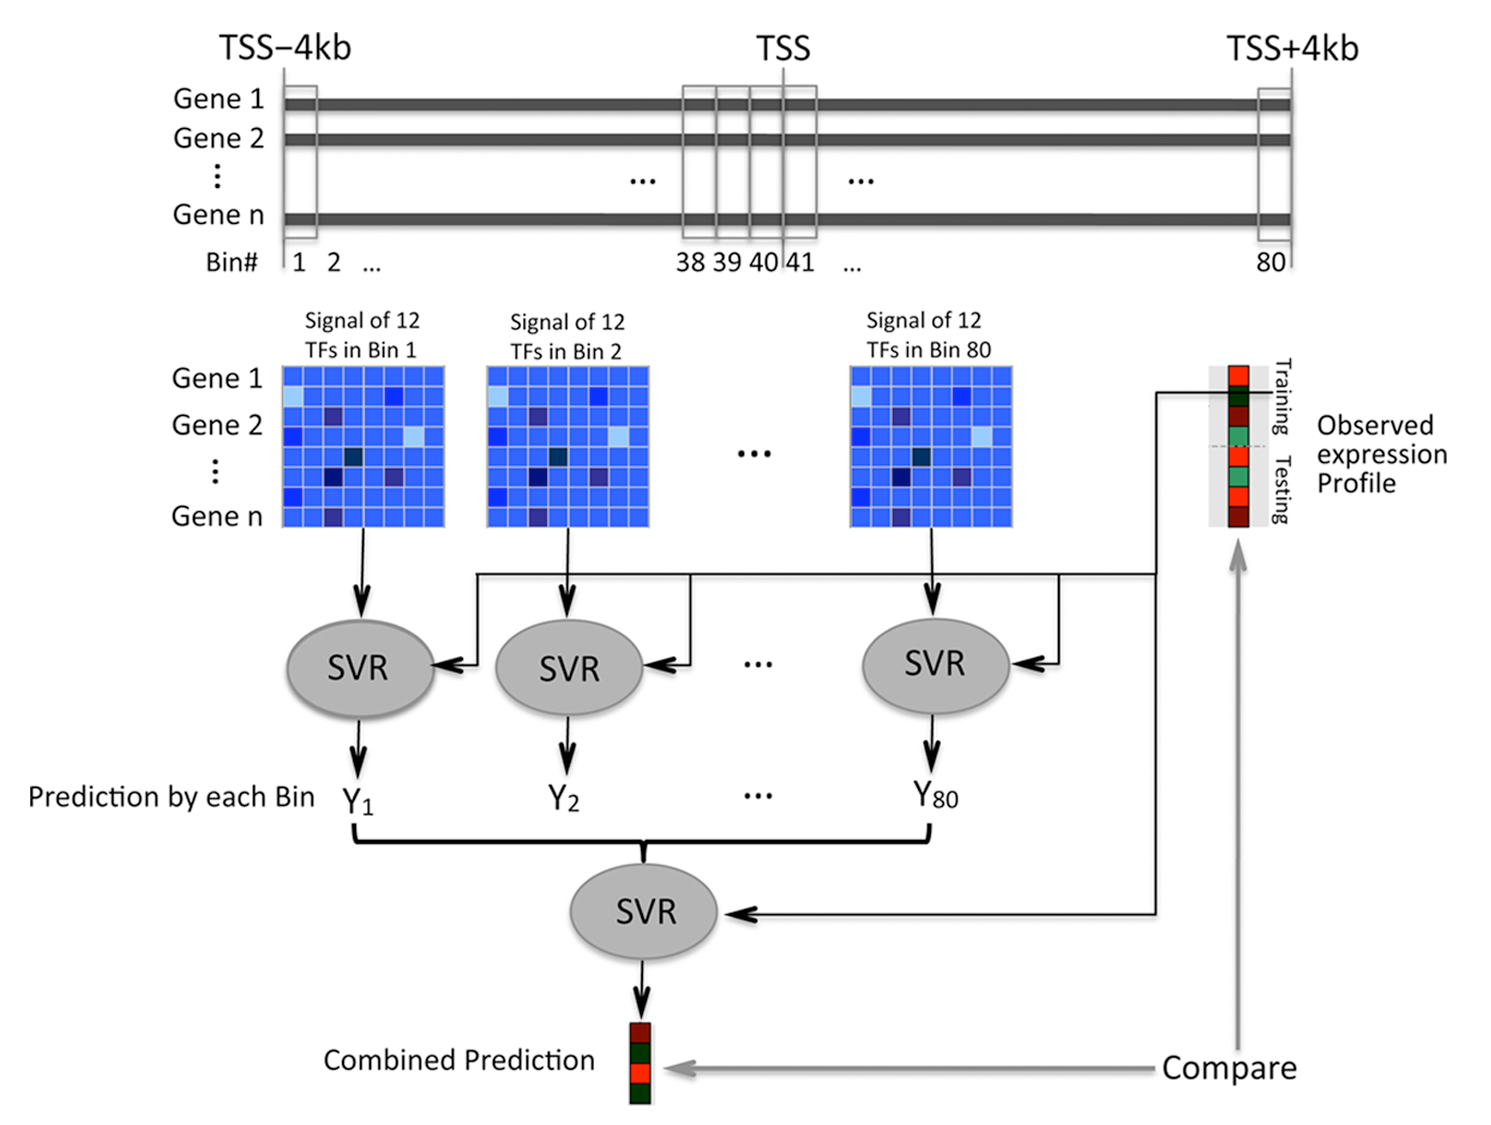 TSS−4kb TSS TSS+4kb
Gene 1
Gene 2
⋮
Gene n
... ...
Bin# 1 2 ... 38 39 40 41 ... 80
Signal of 12
TFs in Bin 1
Signal of 12
TFs in Bin 2
Signal of 12
TFs in Bin 80
Gene 1
Gene 2
⋮
Gene n
...
Training
Testing
Observed
expression
Profile
SVR SVR ... SVR
Prediction by each Bin Y1 Y2 ... Y80
SVR
Combined Prediction
Compare